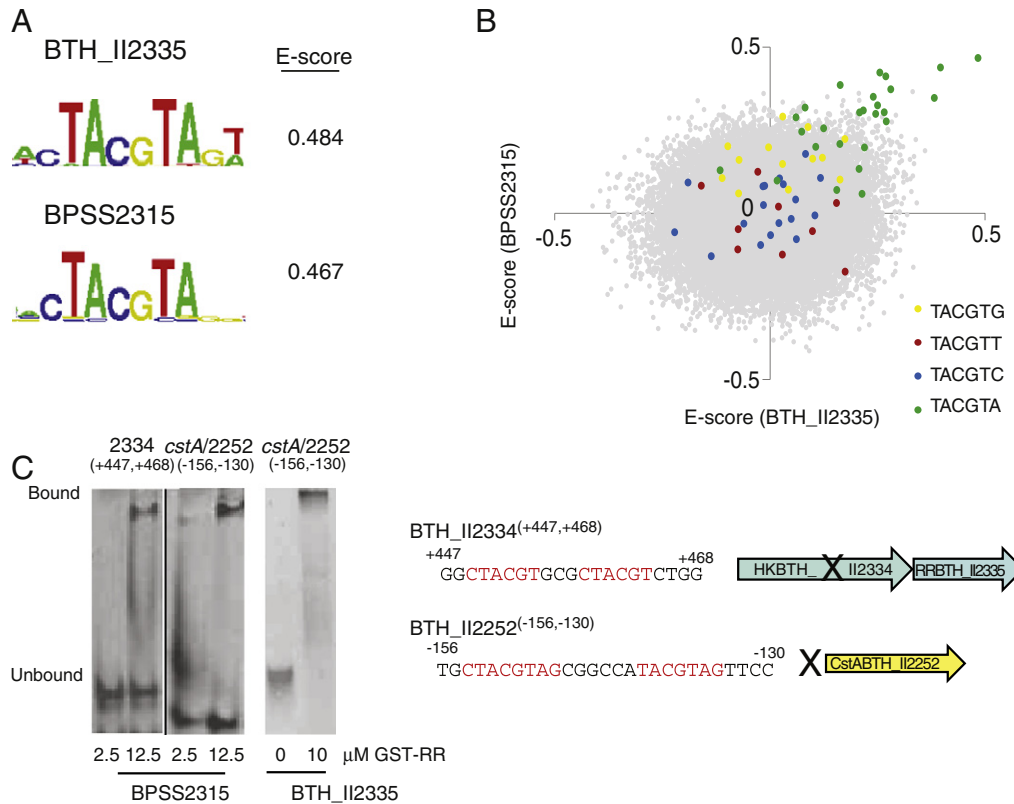 A
BTH_II2335
E-score
ACTACGTAGT
0.484
BPSS2315
CTACGTA
0.467
B
0.5
E-score (BPSS2315)
0
-0.5
0.5
-0.5
E-score (BTH_II2335)
TACGTG
TACGTT
TACGTC
TACGTA
C
2334 cstA/2252 cstA/2252
(+447,+468) (-156,-130) (-156,-130)
Bound
Unbound
2.5 12.5 2.5 12.5 0 10 μM GST-RR
BPSS2315 BTH_II2335
BTH_II2334(+447,+468)
+447 +468
GGCTACGTGCGCTACGTCTGG
HKBTH_ X II2334 RRBTH_II2335
BTH_II2252(-156,-130)
-156 -130
TGCTACGTAGCGGCCATACGTAGTTCC
X CstABTH_II2252